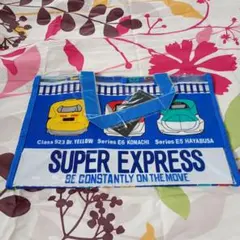 Class 923 Dr. YELLOW Series E6 KOMACHI Series E5 HAYABUSA
SUPER EXPRESS
BE CONSTANTLY ON THE MOVE